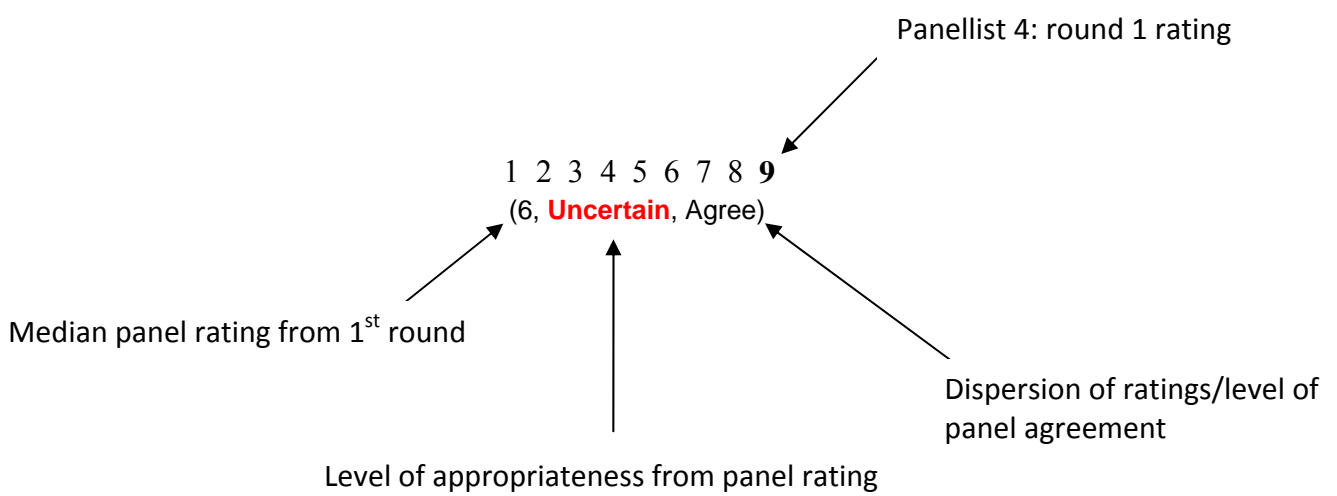 Panellist 4: round 1 rating
1 2 3 4 5 6 7 8 9
(6, Uncertain, Agree)
Median panel rating from 1st round
Dispersion of ratings/level of
panel agreement
Level of appropriateness from panel rating